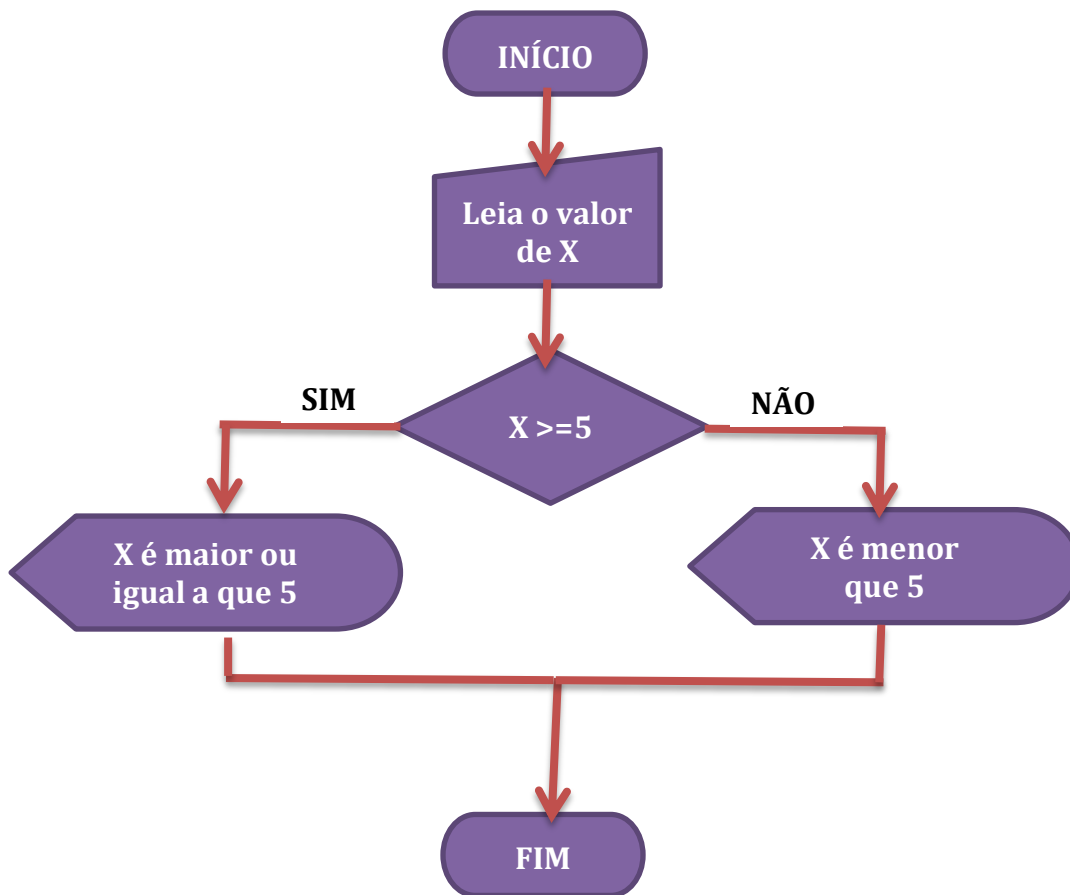 INÍCIO
Leia o valor
de X
SIM
NÃO
X >=5
X é maior ou
igual a que 5
X é menor
que 5
FIM